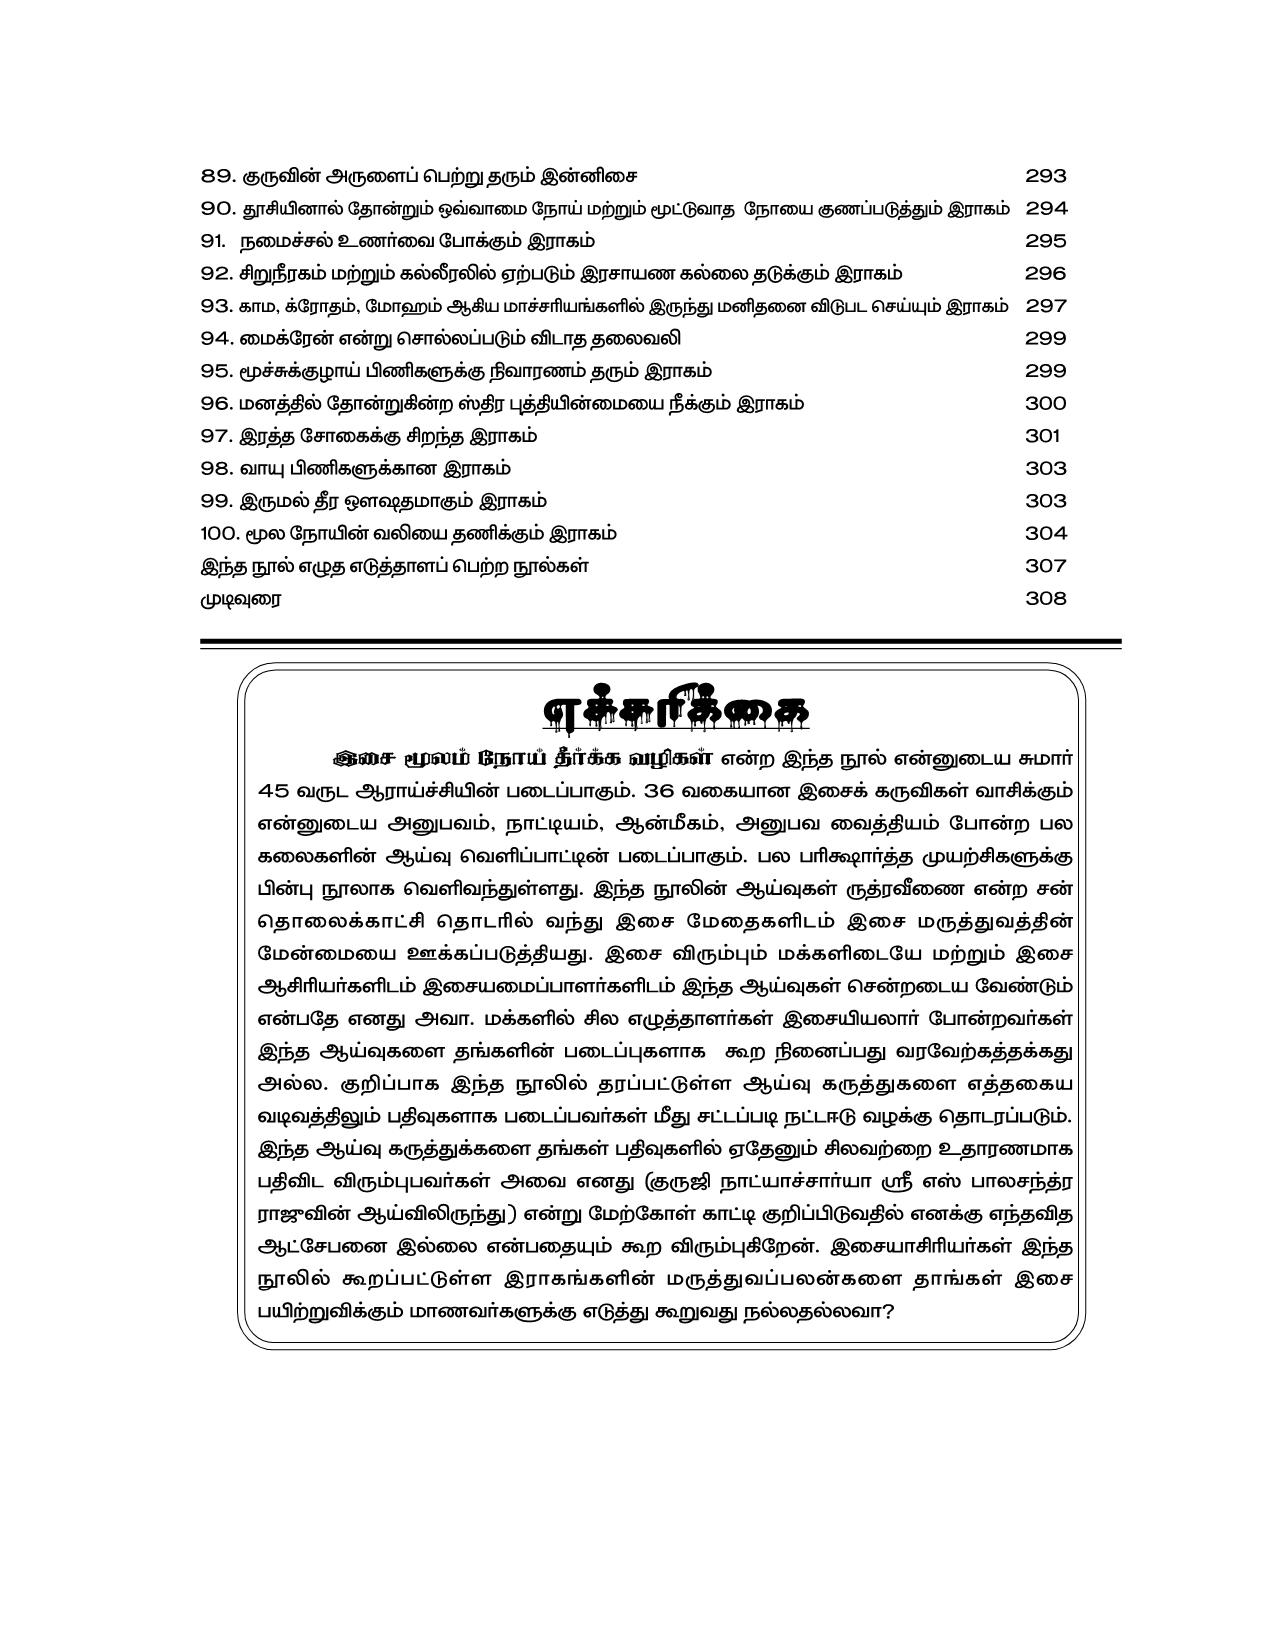 89. குருவின் அருளைப் பெற்று தரும் இன்னிசை 293
90. தூசியினால் தோன்றும் ஒவ்வாமை நோய் மற்றும் மூட்டுவாத நோயை குணப்படுத்தும் இராகம் 294
91. நமைச்சல் உணர்வை போக்கும் இராகம் 295
92. சிறுநீரகம் மற்றும் கல்லீரலில் ஏற்படும் இரசாயண கல்லை தடுக்கும் இராகம் 296
93. காம, க்ரோதம், மோஹம் ஆகிய மாச்சரியங்களில் இருந்து மனிதனை விடுபட செய்யும் இராகம் 297
94. மைக்ரேன் என்று சொல்லப்படும் விடாத தலைவலி 299
95. மூச்சுக்குழாய் பிணிகளுக்கு நிவாரணம் தரும் இராகம் 299
96. மனத்தில் தோன்றுகின்ற ஸ்திர புத்தியின்மையை நீக்கும் இராகம் 300
97. இரத்த சோகைக்கு சிறந்த இராகம் 301
98. வாயு பிணிகளுக்கான இராகம் 303
99. இருமல் தீர ஔஷதமாகும் இராகம் 303
100. மூல நோயின் வலியை தணிக்கும் இராகம் 304
இந்த நூல் எழுத எடுத்தாளப் பெற்ற நூல்கள் 307
முடிவுரை 308
எச்சரிக்கை
இசை மூலம் நோய் தீர்க்க வழிகள் என்ற இந்த நூல் என்னுடைய சுமார்
45 வருட ஆராய்ச்சியின் படைப்பாகும். 36 வகையான இசைக் கருவிகள் வாசிக்கும்
என்னுடைய அனுபவம், நாட்டியம், ஆன்மீகம், அனுபவ வைத்தியம் போன்ற பல
கலைகளின் ஆய்வு வெளிப்பாட்டின் படைப்பாகும். பல பரிக்ஷார்த்த முயற்சிகளுக்கு
பின்பு நூலாக வெளிவந்துள்ளது. இந்த நூலின் ஆய்வுகள் ருத்ரவீணை என்ற சன்
தொலைக்காட்சி தொடரில் வந்து இசை மேதைகளிடம் இசை மருத்துவத்தின்
மேன்மையை ஊக்கப்படுத்தியது. இசை விரும்பும் மக்களிடையே மற்றும் இசை
ஆசிரியர்களிடம் இசையமைப்பாளர்களிடம் இந்த ஆய்வுகள் சென்றடைய வேண்டும்
என்பதே எனது அவா. மக்களில் சில எழுத்தாளர்கள் இசையியலார் போன்றவர்கள்
இந்த ஆய்வுகளை தங்களின் படைப்புகளாக கூற நினைப்பது வரவேற்கத்தக்கது
அல்ல. குறிப்பாக இந்த நூலில் தரப்பட்டுள்ள ஆய்வு கருத்துகளை எத்தகைய
வடிவத்திலும் பதிவுகளாக படைப்பவர்கள் மீது சட்டப்படி நட்டஈடு வழக்கு தொடரப்படும்.
இந்த ஆய்வு கருத்துக்களை தங்கள் பதிவுகளில் ஏதேனும் சிலவற்றை உதாரணமாக
பதிவிட விரும்புபவர்கள் அவை எனது (குருஜி நாட்யாச்சார்யா ஸ்ரீ எஸ் பாலசந்த்ர
ராஜுவின் ஆய்விலிருந்து) என்று மேற்கோள் காட்டி குறிப்பிடுவதில் எனக்கு எந்தவித
ஆட்சேபனை இல்லை என்பதையும் கூற விரும்புகிறேன். இசையாசிரியர்கள் இந்த
நூலில் கூறப்பட்டுள்ள இராகங்களின் மருத்துவப்பலன்களை தாங்கள் இசை
பயிற்றுவிக்கும் மாணவர்களுக்கு எடுத்து கூறுவது நல்லதல்லவா?